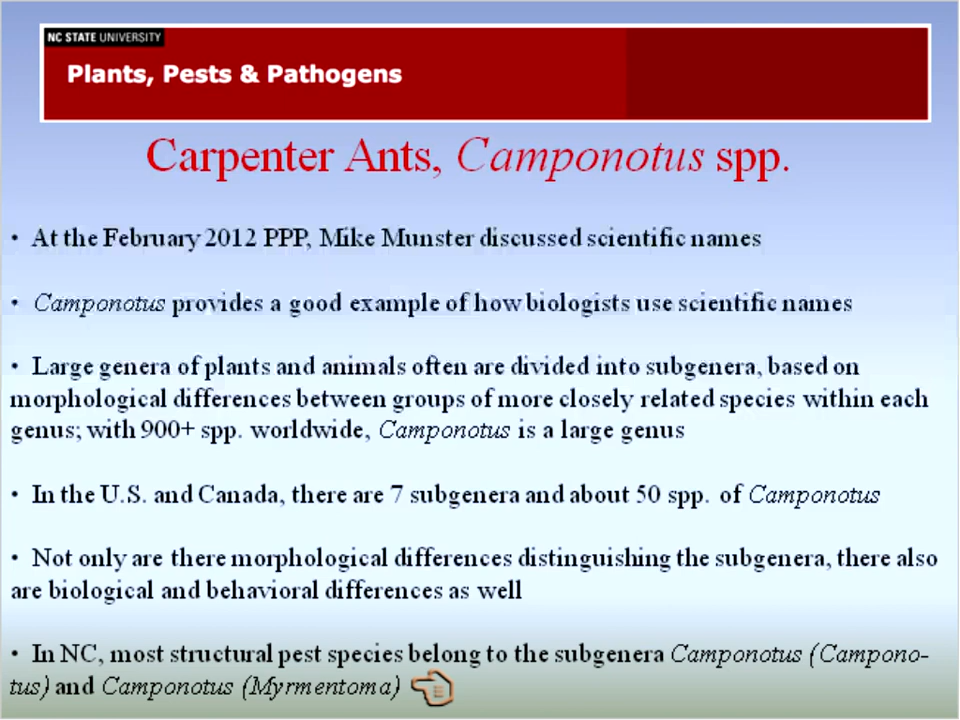 NC STATE UNIVERSITY
Plants, Pests & Pathogens
Carpenter Ants, Camponotus spp.
• At the February 2012 PPP, Mike Munster discussed scientific names
• Camponotus provides a good example of how biologists use scientific names
• Large genera of plants and animals often are divided into subgenera, based on
morphological differences between groups of more closely related species within each
genus; with 900+ spp. worldwide, Camponotus is a large genus
• In the U.S. and Canada, there are 7 subgenera and about 50 spp. of Camponotus
• Not only are there morphological differences distinguishing the subgenera, there also
are biological and behavioral differences as well
• In NC, most structural pest species belong to the subgenera Camponotus (Campono-
tus) and Camponotus (Myrmentoma)